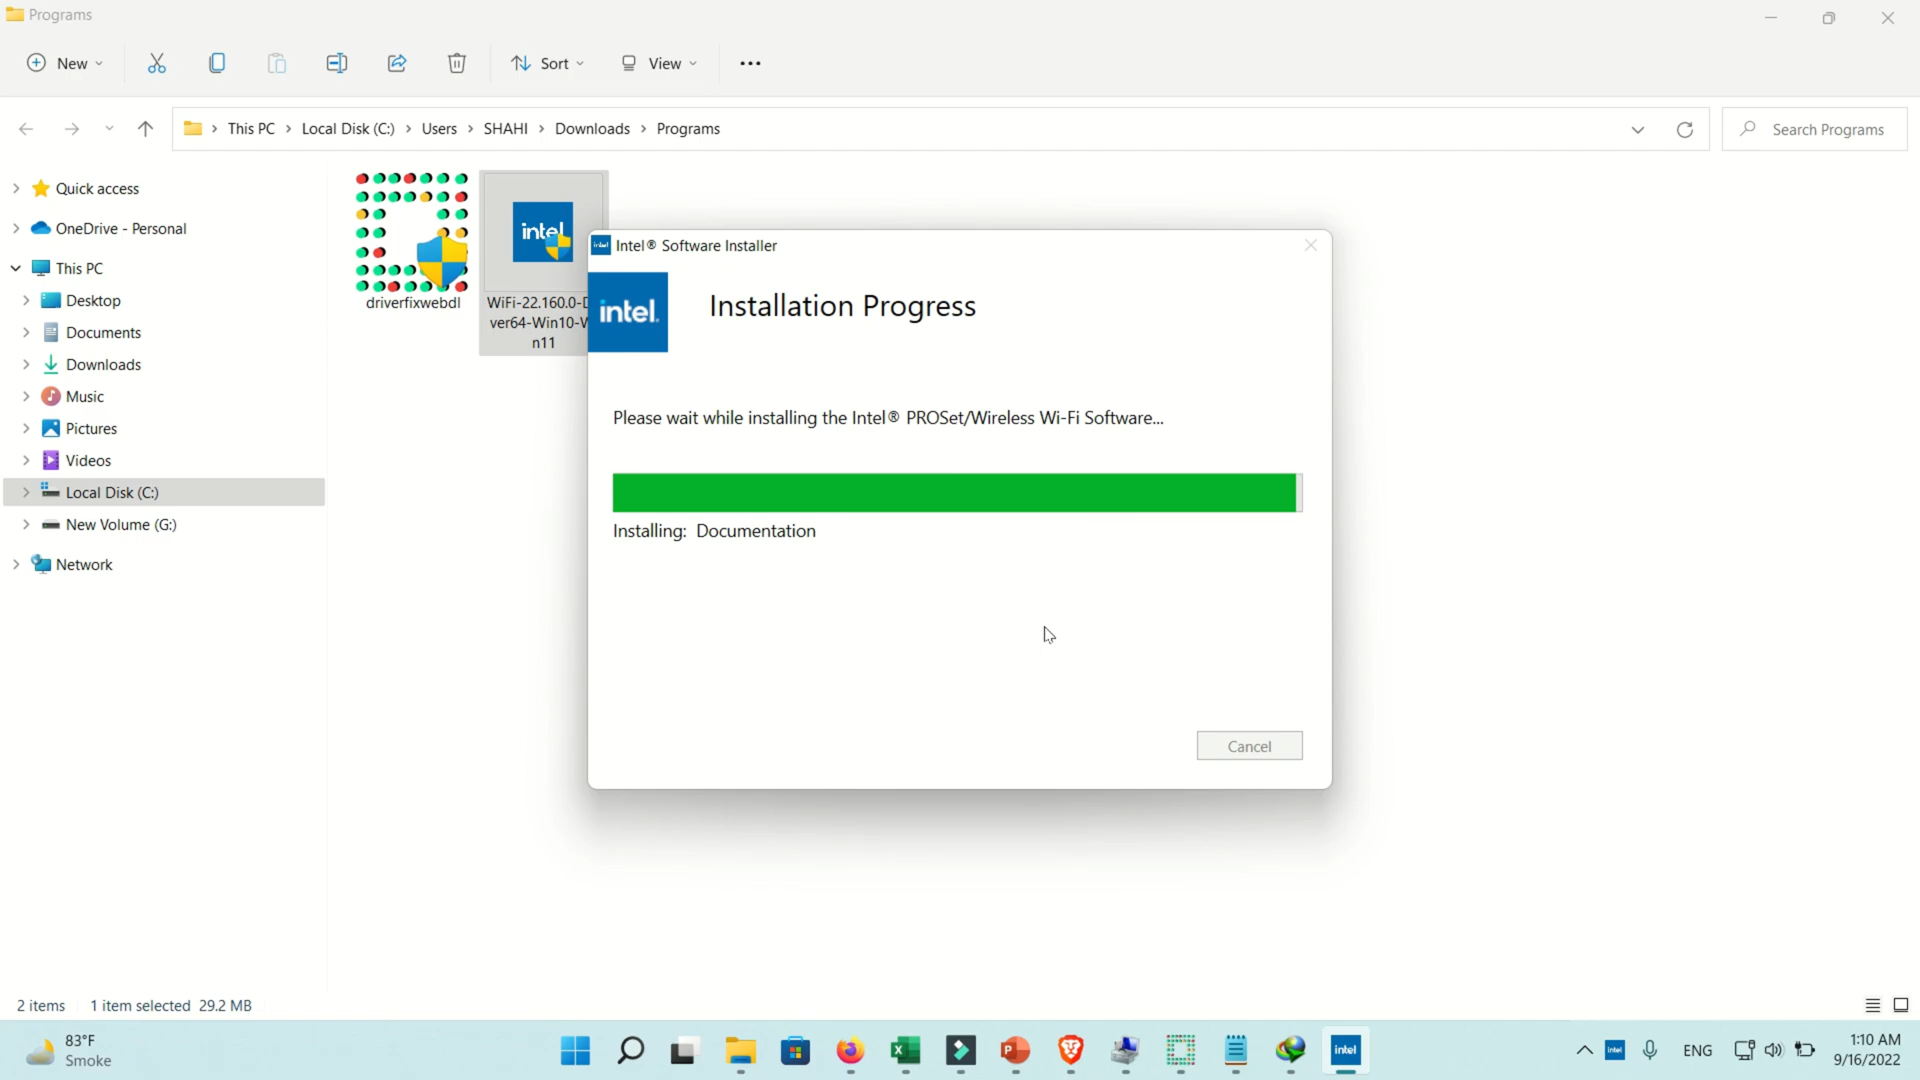 Programs
New
Sort
View
This PC
Local Disk (C:)
Users
SHAHI
Downloads
Programs
Search Programs
Quick access
OneDrive - Personal
This PC
Desktop
Documents
Downloads
Music
Pictures
Videos
Local Disk (C:)
New Volume (G:)
Network
driverfixwebdl
intel
WiFi-22.160.0-D
ver64-Win10-W
n11
intel Intel® Software Installer
intel.
Installation Progress
Please wait while installing the Intel® PROSet/Wireless Wi-Fi Software...
Installing: Documentation
Cancel
2 items 1 item selected 29.2 MB
83°F
Smoke
intel
intel
ENG
1:10 AM
9/16/2022